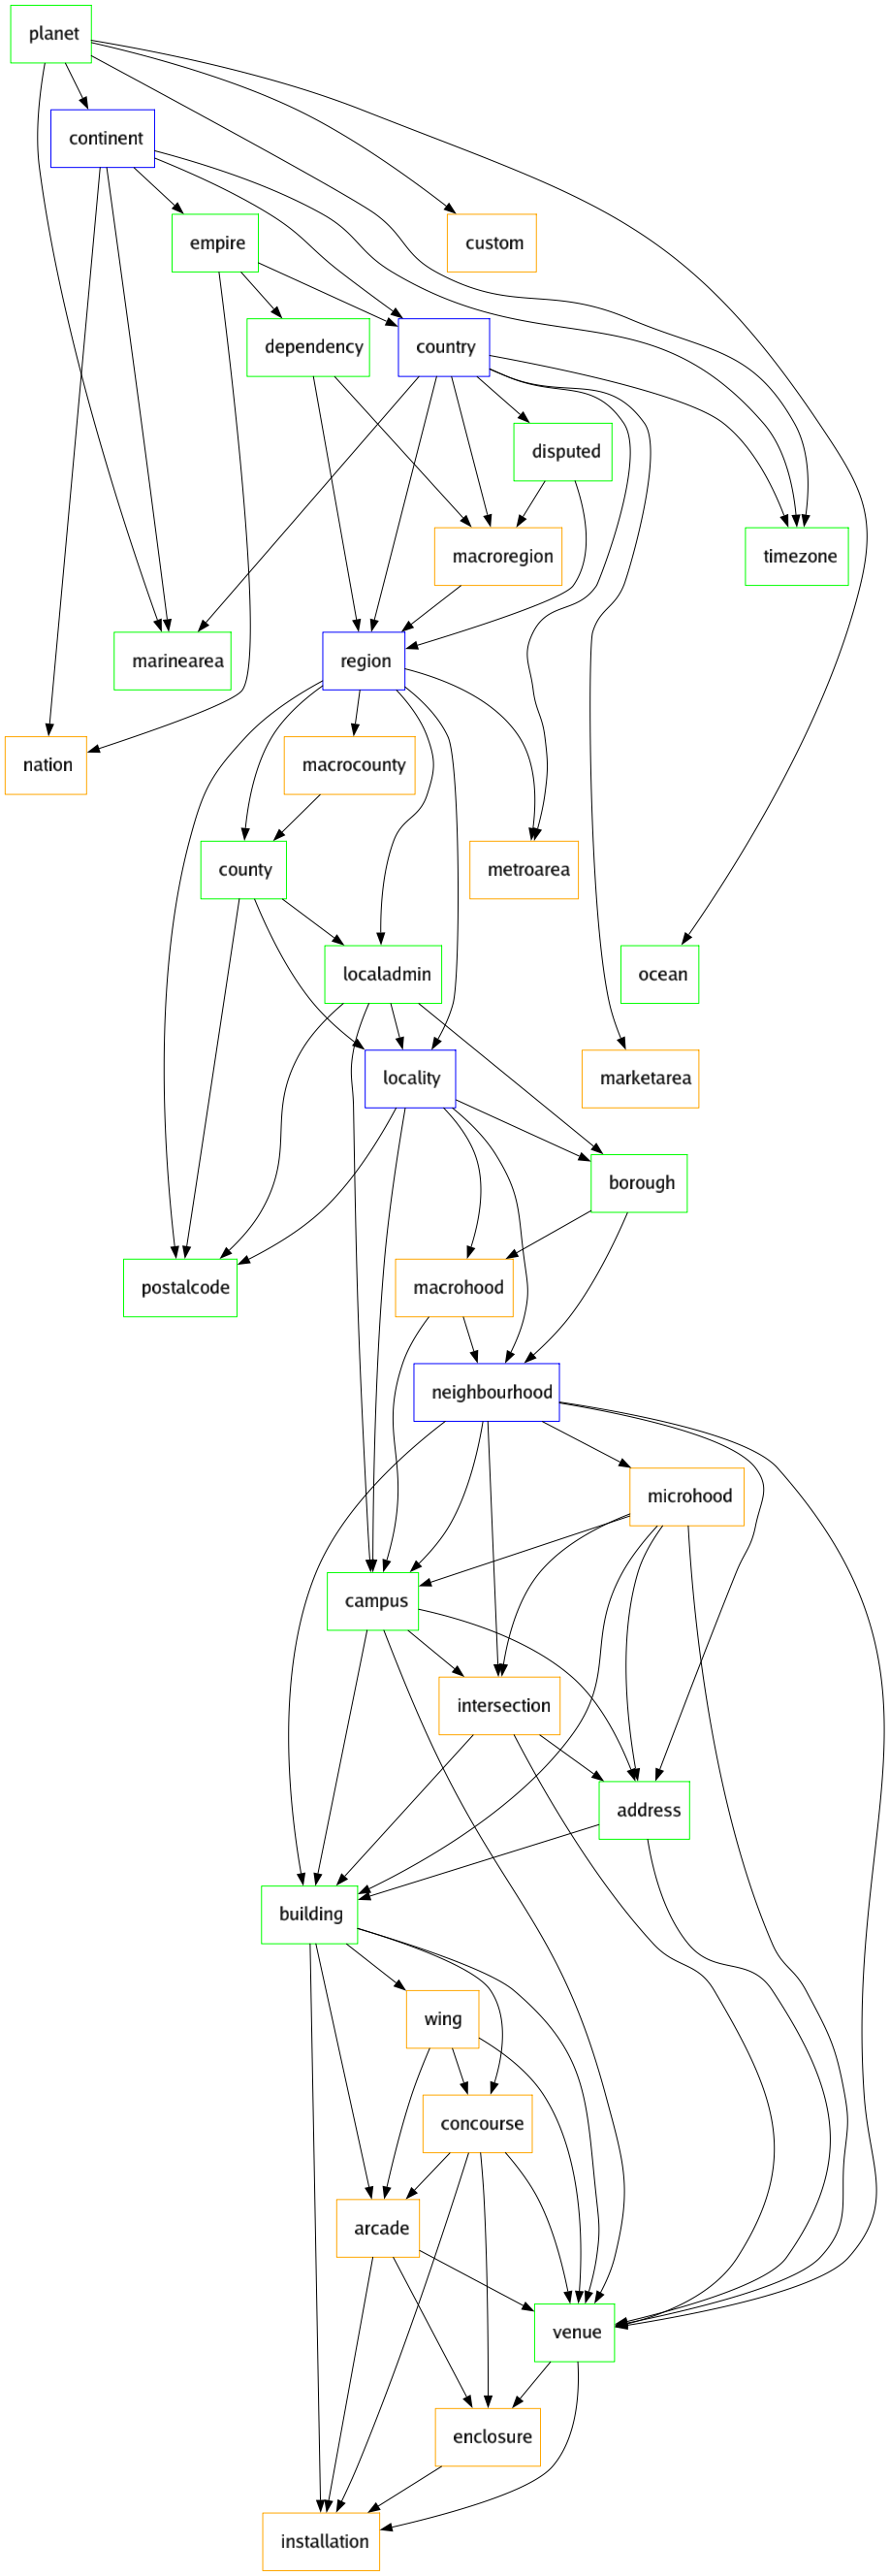 planet
continent
empire
custom
dependency
country
disputed
macroregion
timezone
marinearea
region
nation
macrocounty
county
metroarea
localadmin
ocean
locality
marketarea
borough
postalcode
macrohood
neighbourhood
microhood
campus
intersection
address
building
wing
concourse
arcade
venue
enclosure
installation